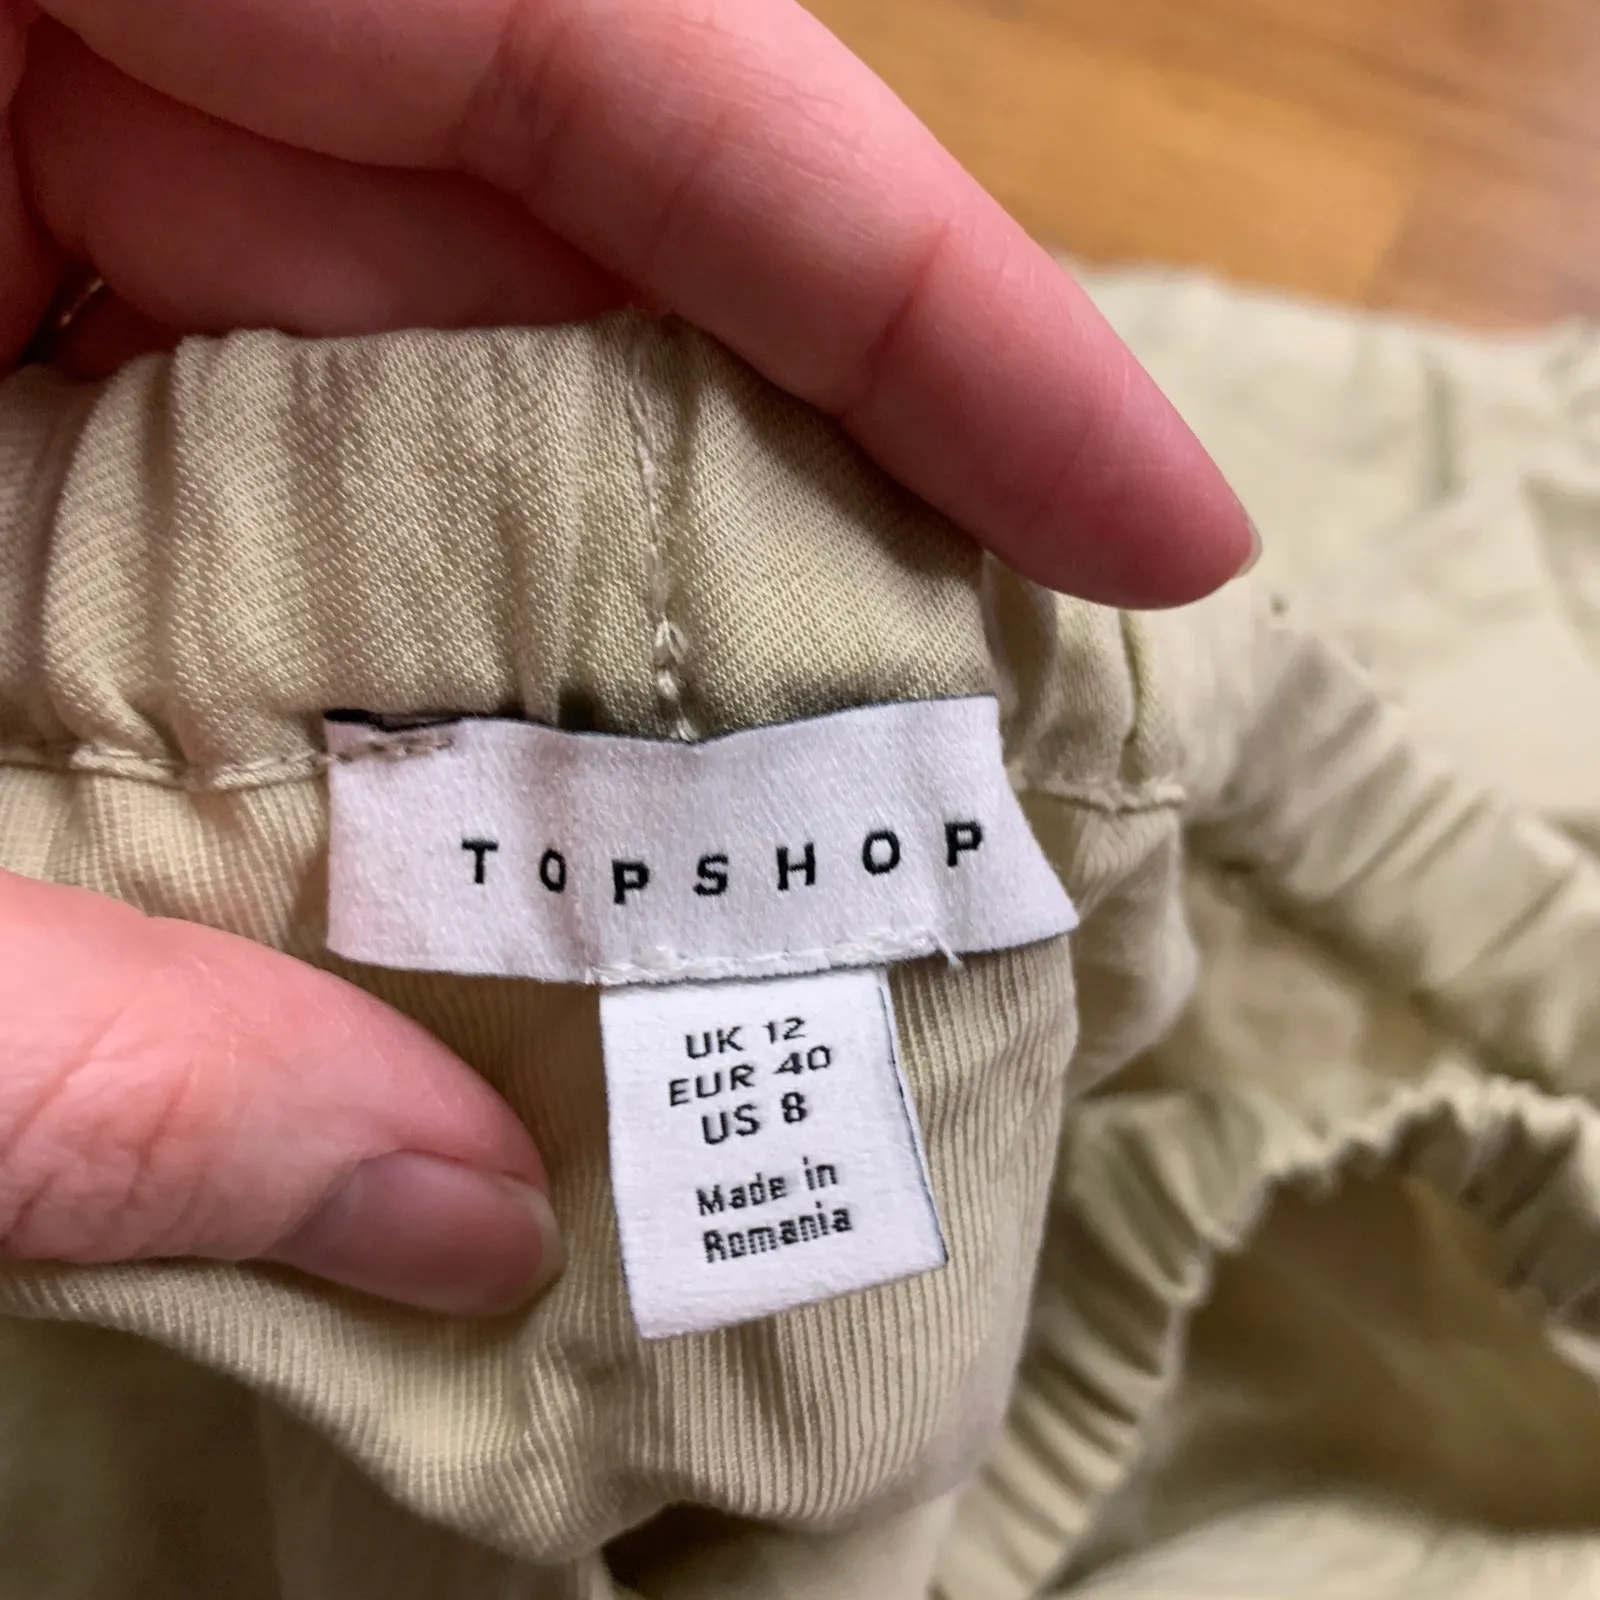 TOPSHOP
UK 12
EUR 40
US 8
Made in
Romania